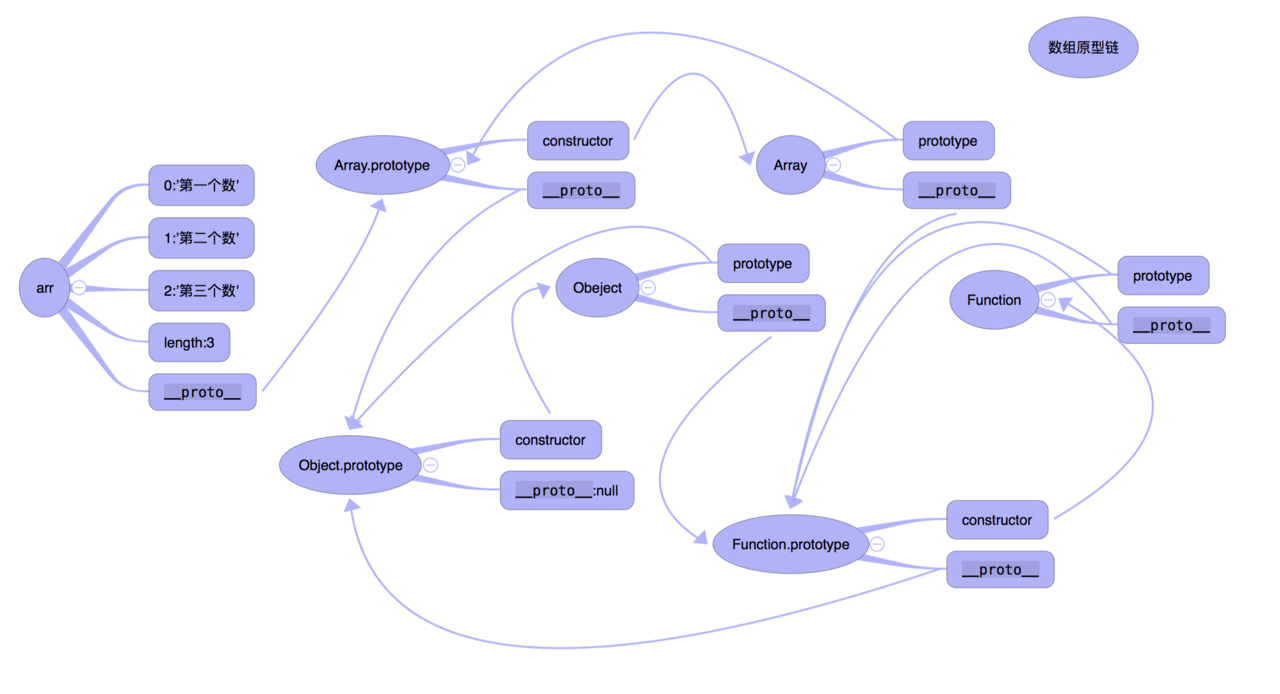 数组原型链
arr
0:'第一个数'
1:'第二个数'
2:'第三个数'
length:3
__proto__
Array.prototype
constructor
__proto__
Array
prototype
__proto__
Obeject
prototype
__proto__
Function
prototype
__proto__
Object.prototype
constructor
__proto__:null
Function.prototype
constructor
__proto__